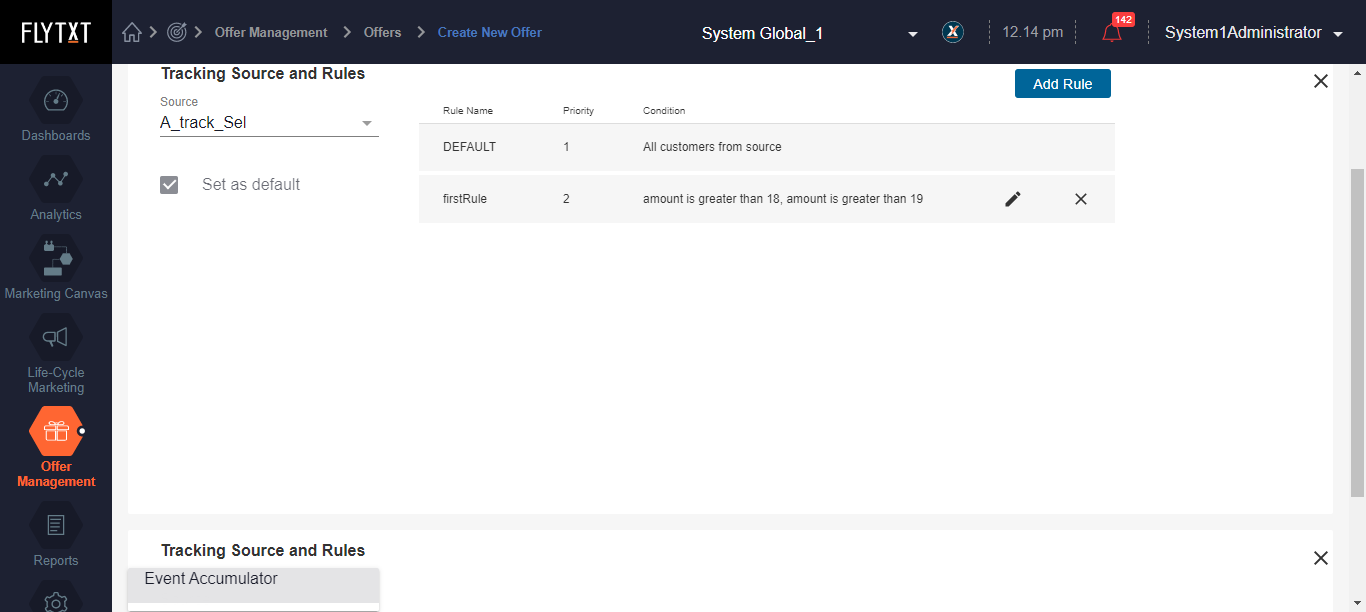 FLYTXT
Offer Management
Offers
Create New Offer
System Global_1
X
12.14 pm
142
System1Administrator
Dashboards
Analytics
Marketing Canvas
Life-Cycle
Marketing
Offer
Management
Reports
Tracking Source and Rules
Add Rule
Source
A_track_Sel
Set as default
Rule Name Priority Condition
DEFAULT 1 All customers from source
firstRule 2 amount is greater than 18, amount is greater than 19
Tracking Source and Rules
Event Accumulator